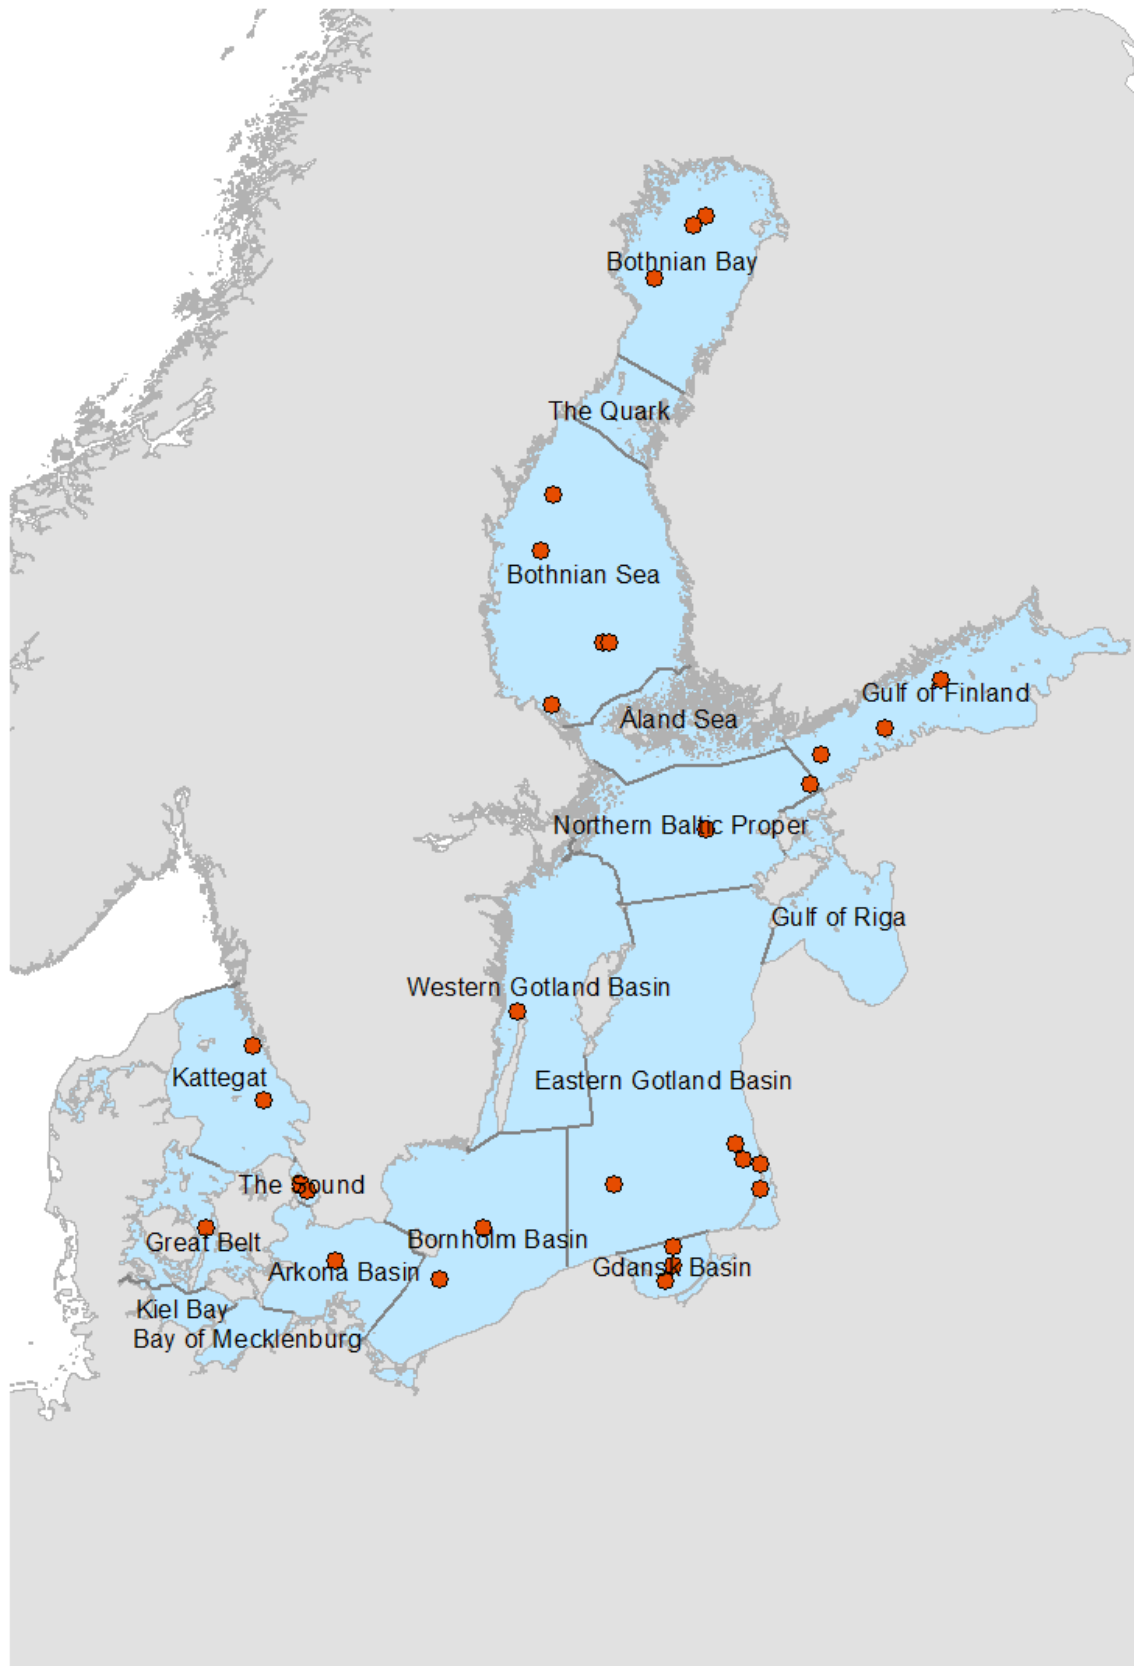 Bothnian Bay
The Quark
Bothnian Sea
Gulf of Finland
Åland Sea
Northern Baltic Proper
Gulf of Riga
Western Gotland Basin
Kattegat
Eastern Gotland Basin
The Sound
Great Belt
Bornholm Basin
Arkona Basin
Gdansk Basin
Kiel Bay
Bay of Mecklenburg